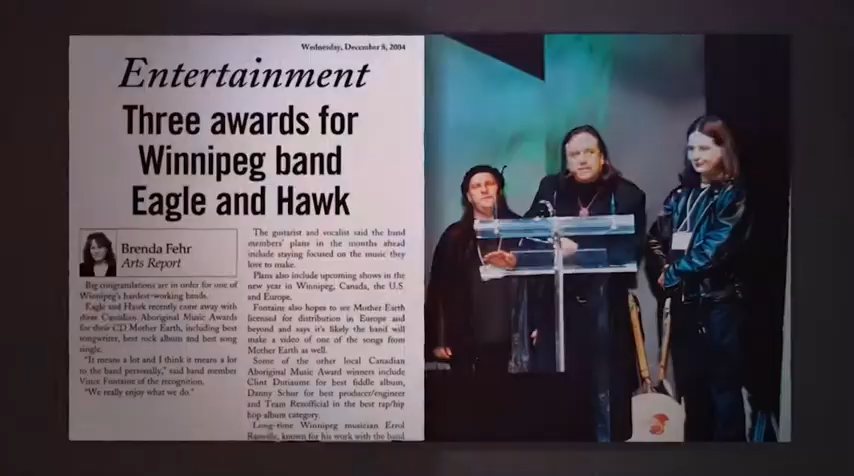 Wednesday, December 8, 2004
Entertainment
Three awards for
Winnipeg band
Eagle and Hawk
Brenda Fehr
Arts Report
Big congratulations are in order for one of
Winnipeg's hardest-working bands.
Eagle and Hawk recently come away with
three Canadian Aboriginal Music Awards
for their CD Mother Earth, including best
songwriter, best rock album and best song
single.
"It means a lot and I think it means a lot
to the band personally," said band member
Vince Fontaine of the recognition.
"We really enjoy what we do."
The guitarist and vocalist said the band
members' plans in the months ahead
include staying focused on the music they
love to make.
Plans also include upcoming shows in the
new year in Winnipeg, Canada, the U.S.
and Europe.
Fontaine also hopes to see Mother Earth
licensed for distribution in Europe and
beyond and says it's likely the band will
make a video of one of the songs from
Mother Earth as well.
Some of the other local Canadian
Aboriginal Music Award winners include
Clint Dutiaume for best fiddle album,
Danny Schur for best producer/engineer
and Team Rezofficial in the best rap/hip
hop album category.
Long-time Winnipeg musician Errol
Ranville, known for his work with the band